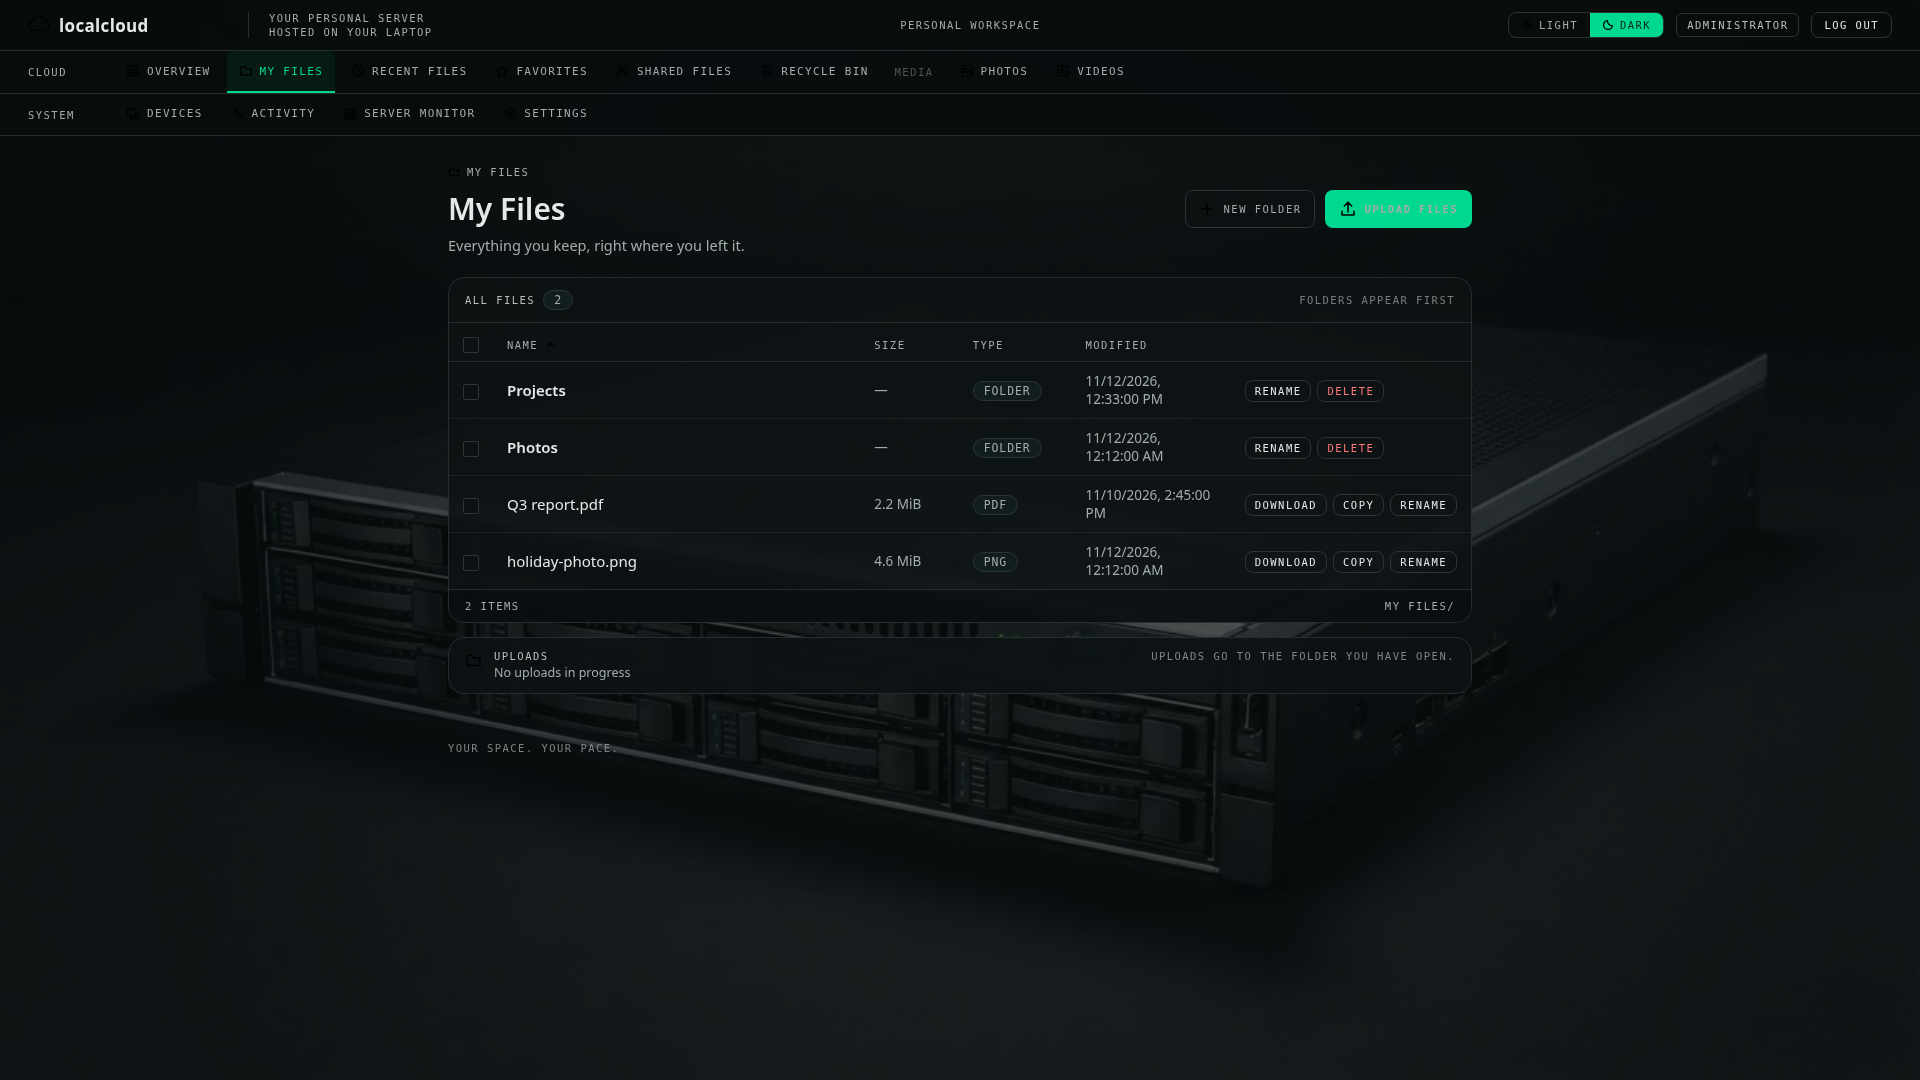 localcloud
YOUR PERSONAL SERVER
HOSTED ON YOUR LAPTOP
PERSONAL WORKSPACE
LIGHT
DARK
ADMINISTRATOR
LOG OUT
CLOUD
OVERVIEW
MY FILES
RECENT FILES
FAVORITES
SHARED FILES
RECYCLE BIN
MEDIA
PHOTOS
VIDEOS
SYSTEM
DEVICES
ACTIVITY
SERVER MONITOR
SETTINGS
MY FILES
My Files
Everything you keep, right where you left it.
NEW FOLDER
UPLOAD FILES
ALL FILES 2
FOLDERS APPEAR FIRST
NAME SIZE TYPE MODIFIED
Projects — FOLDER 11/12/2026,
12:33:00 PM
RENAME DELETE
Photos — FOLDER 11/12/2026,
12:12:00 AM
RENAME DELETE
Q3 report.pdf 2.2 MiB PDF 11/10/2026, 2:45:00
PM
DOWNLOAD COPY RENAME
holiday-photo.png 4.6 MiB PNG 11/12/2026,
12:12:00 AM
DOWNLOAD COPY RENAME
2 ITEMS
MY FILES/
UPLOADS
No uploads in progress
UPLOADS GO TO THE FOLDER YOU HAVE OPEN.
YOUR SPACE. YOUR PACE.